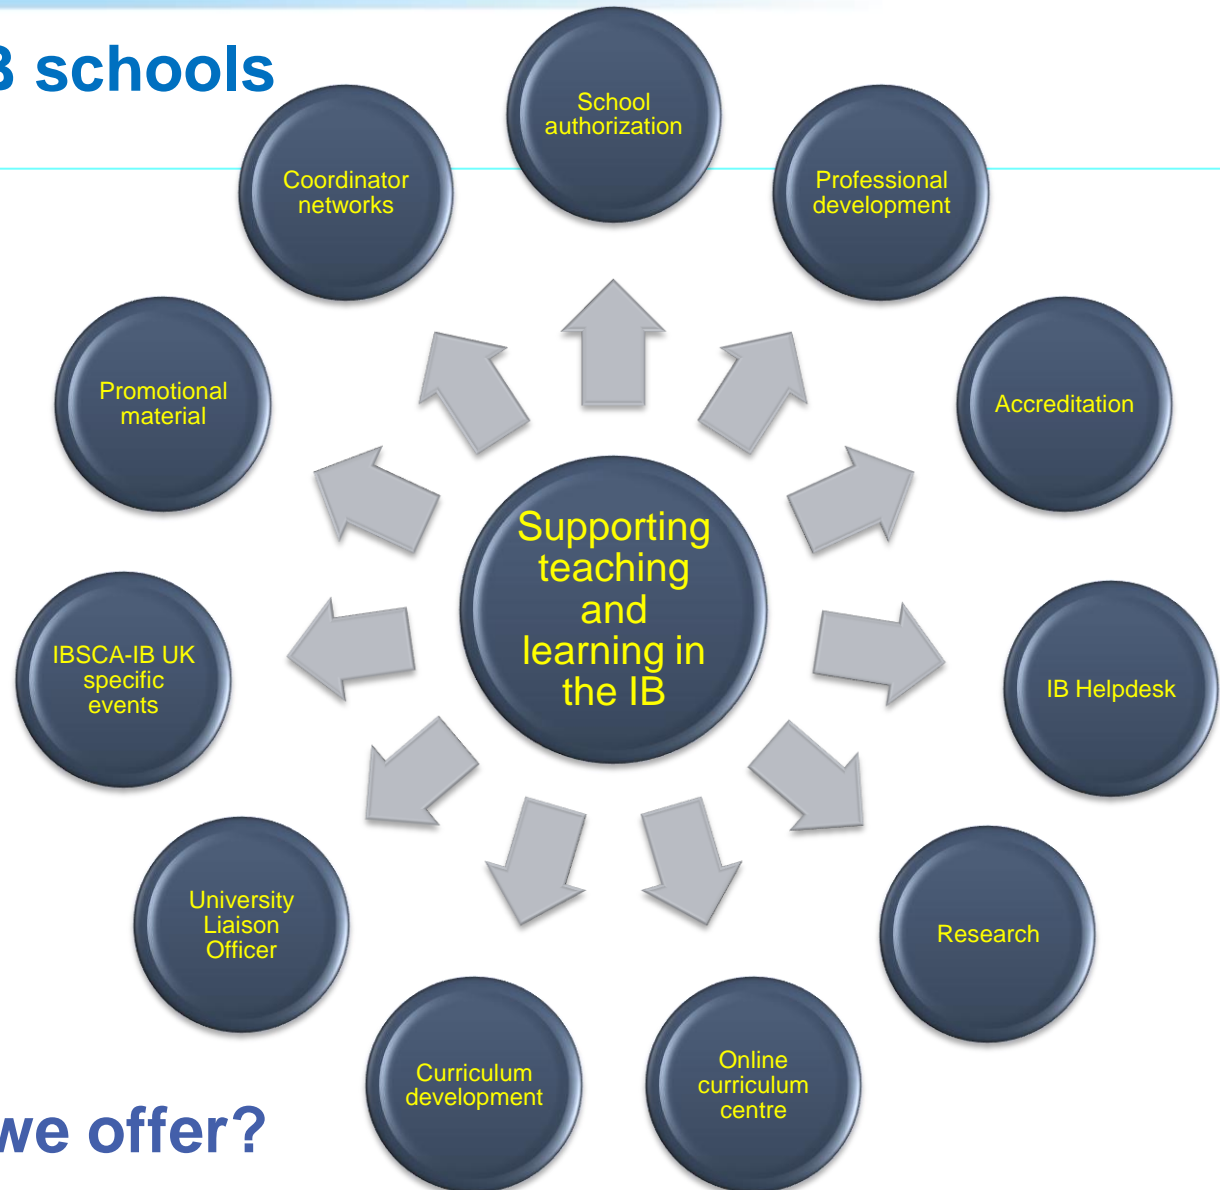 B schools
School
authorization
Professional
development
Accreditation
IB Helpdesk
Research
Online
curriculum
centre
Curriculum
development
University
Liaison
Officer
IBSCA-IB UK
specific
events
Promotional
material
Coordinator
networks
Supporting
teaching
and
learning in
the IB
we offer?